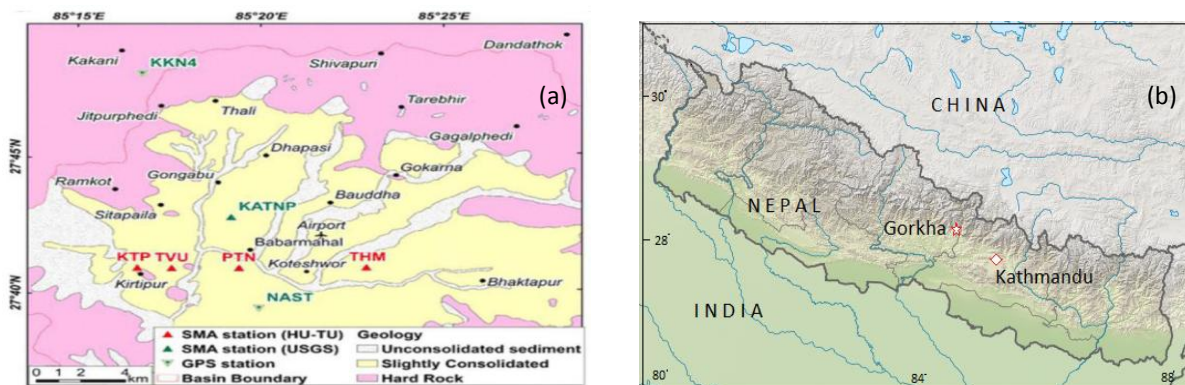 85°15'E 85°20'E 85°25'E
Dandathok
Kakani KKN4 Shivapuri (a)
Thali Tarebhir
Jitpurphedi
Gagalphedi
27°45'
Dhapasi
Gongabu Gokarna
Ramkot Bauddha
Sitapaila KATNP
Airport
Babarmahal
KTP TVU PTN Koteshwor THM
Kirtipur Bhaktapur
27°40'
NAST
SMA station (HU-TU) Geology
SMA station (USGS) Unconsolidated sediment
GPS station Slightly Consolidated
Basin Boundary Hard Rock
0 1 2 4
km
(b)
30°
CHINA
NEPAL
Gorkha
28°
Kathmandu
INDIA
80° 84° 88